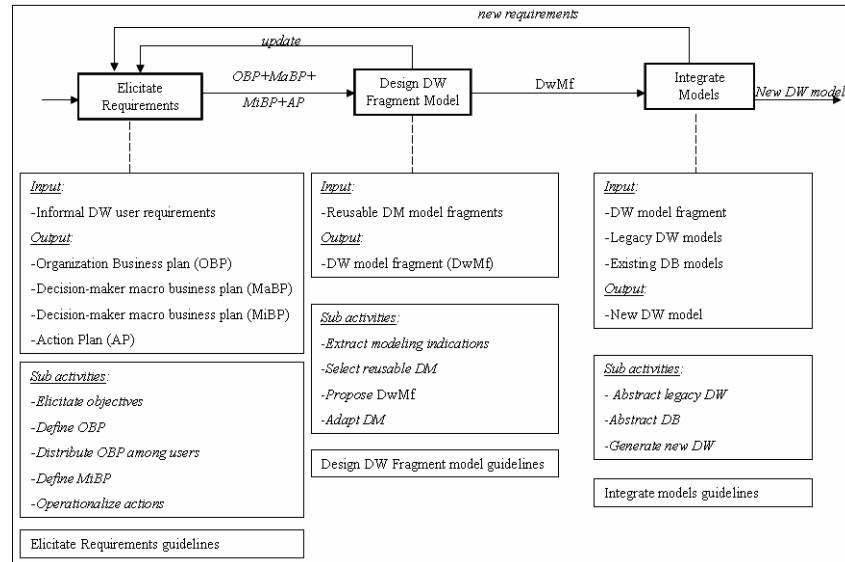 new requirements
update
Elicitate
Requirements
OBP+MaBP+
MiBP+AP
Design DW
Fragment Model
DwMf
Integrate
Models
New DW model
Input:
-Informal DW user requirements
Output:
-Organization Business plan (OBP)
-Decision-maker macro business plan (MaBP)
-Decision-maker macro business plan (MiBP)
-Action Plan (AP)
Sub activities:
-Elicitate objectives
-Define OBP
-Distribute OBP among users
-Define MiBP
-Operationalize actions
Elicitate Requirements guidelines
Input:
-Reusable DM model fragments
Output:
-DW model fragment (DwMf)
Sub activities:
-Extract modeling indications
-Select reusable DM
-Propose DwMf
-Adapt DM
Design DW Fragment model guidelines
Input:
-DW model fragment
-Legacy DW models
-Existing DB models
Output:
-New DW model
Sub activities:
- Abstract legacy DW
-Abstract DB
-Generate new DW
Integrate models guidelines